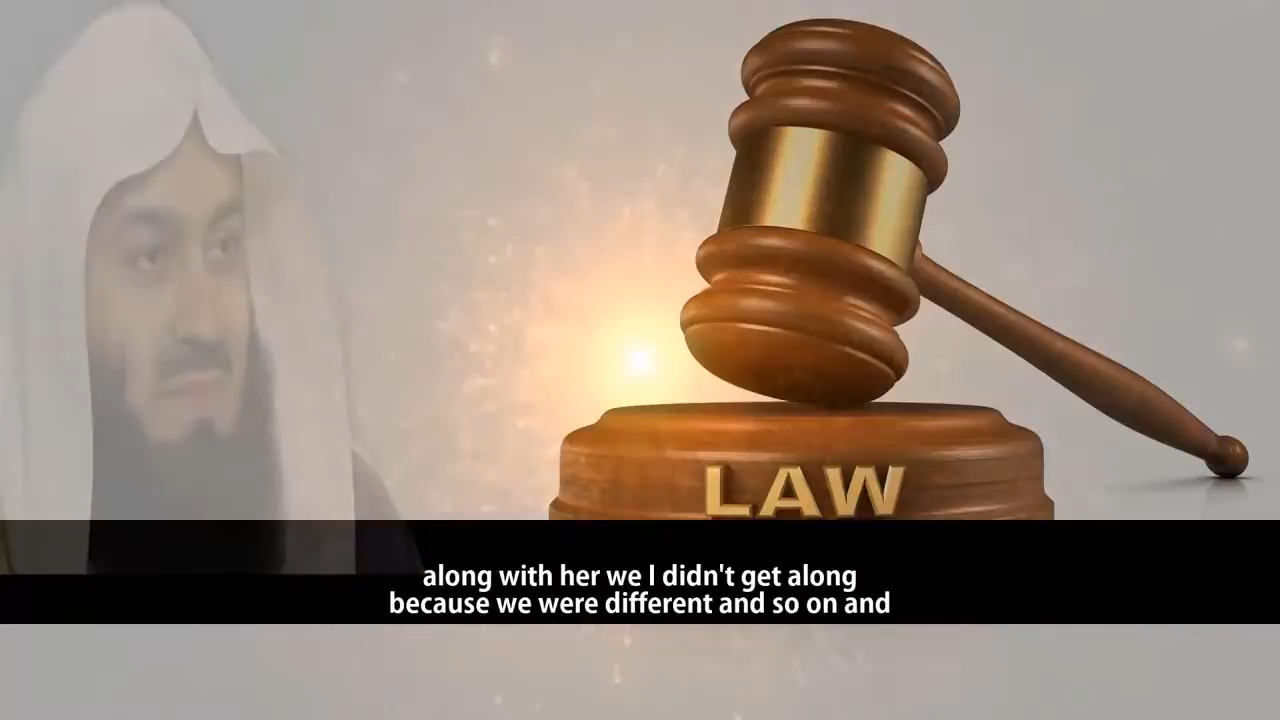 LAW
along with her we I didn't get along
because we were different and so on and